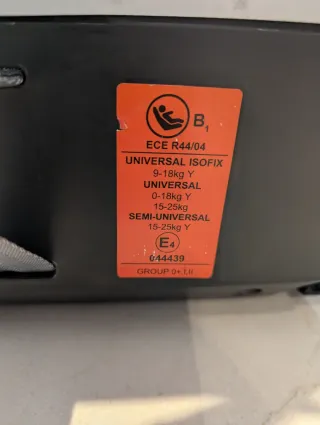 B1
ECE R44/04
UNIVERSAL ISOFIX
9-18kg Y
UNIVERSAL
0-18kg Y
15-25kg
SEMI-UNIVERSAL
15-25kg Y
E4
044439
GROUP 0+,I,II